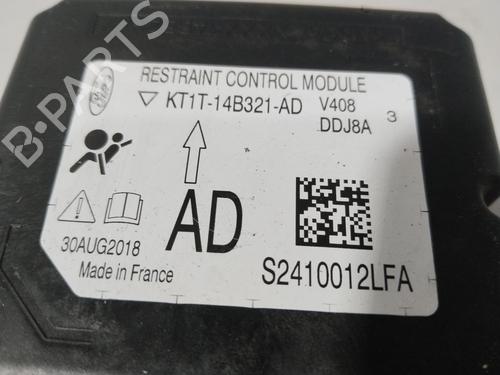 RESTRAINT CONTROL MODULE
KT1T-14B321-AD V408 3
DDJ8A
AD
30AUG2018
Made in France
S2410012LFA
B-PARTS